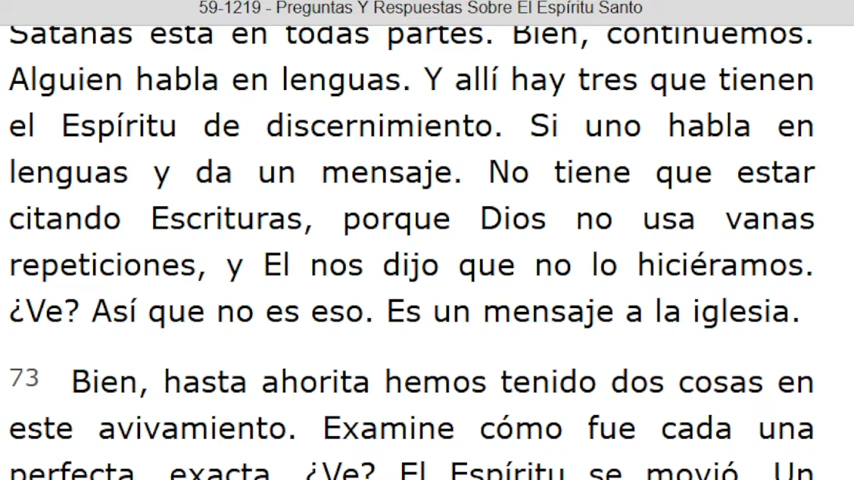 59-1219 - Preguntas Y Respuestas Sobre El Espíritu Santo
Satanás está en todas partes. Bien, continuemos.
Alguien habla en lenguas. Y allí hay tres que tienen
el Espíritu de discernimiento. Si uno habla en
lenguas y da un mensaje. No tiene que estar
citando Escrituras, porque Dios no usa vanas
repeticiones, y El nos dijo que no lo hiciéramos.
¿Ve? Así que no es eso. Es un mensaje a la iglesia.
73 Bien, hasta ahorita hemos tenido dos cosas en
este avivamiento. Examine cómo fue cada una
perfecta, exacta. ¿Ve? El Espíritu se movió. Un